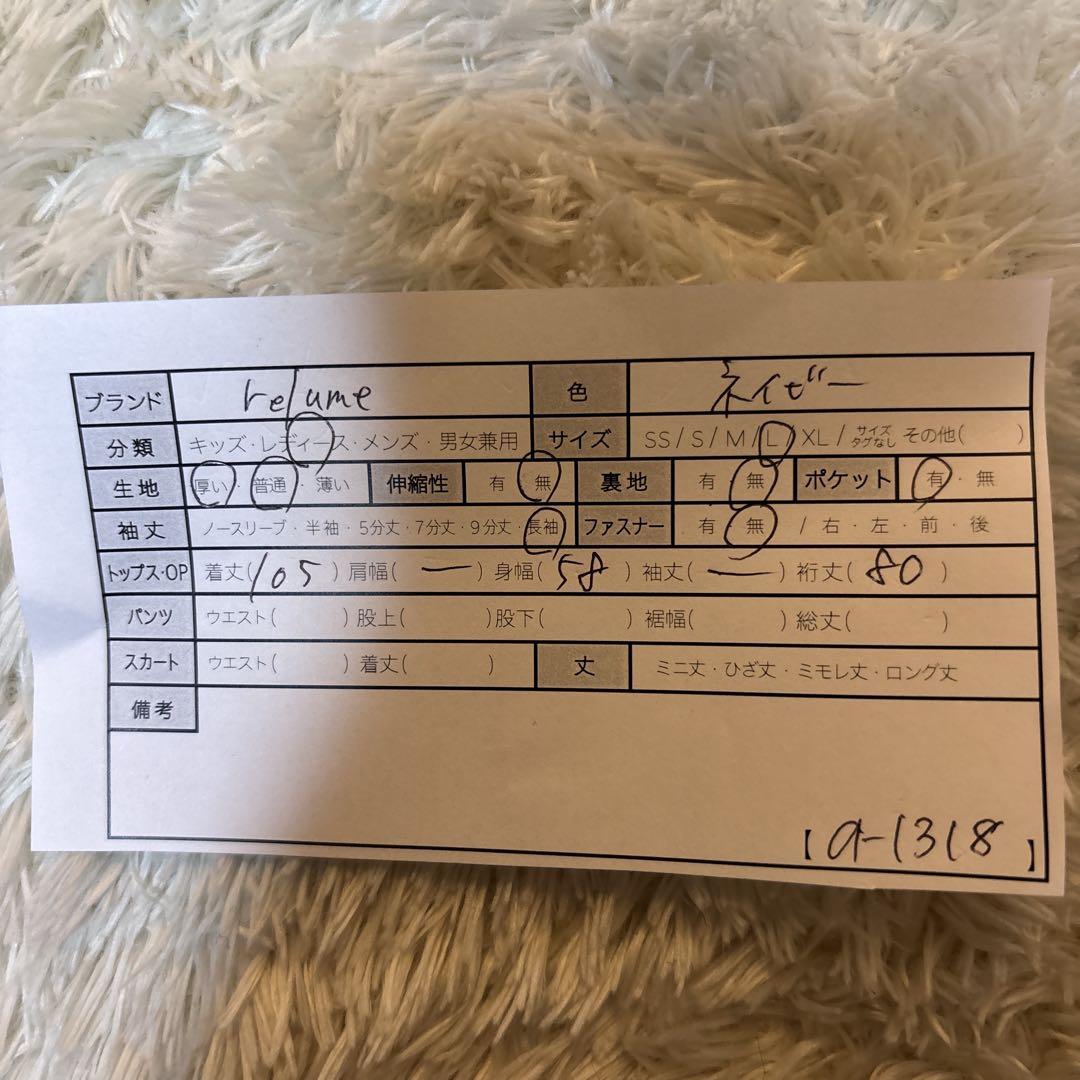 ブランド relume 色 ネイビー
分類 キッズ・レディース・メンズ・男女兼用 サイズ SS/S/M/L/XL/サイズタグなし その他( )
生地 厚い・普通・薄い 伸縮性 有・無 裏地 有・無 ポケット 有・無
袖丈 ノースリーブ・半袖・5分丈・7分丈・9分丈・長袖 ファスナー 有・無 / 右・左・前・後
トップス・OP 着丈(105) 肩幅(ー) 身幅(58) 袖丈(ー) 裄丈(80)
パンツ ウエスト( ) 股上( ) 股下( ) 裾幅( ) 総丈( )
スカート ウエスト( ) 着丈( ) 丈 ミニ丈・ひざ丈・ミモレ丈・ロング丈
備考
【a-1318】